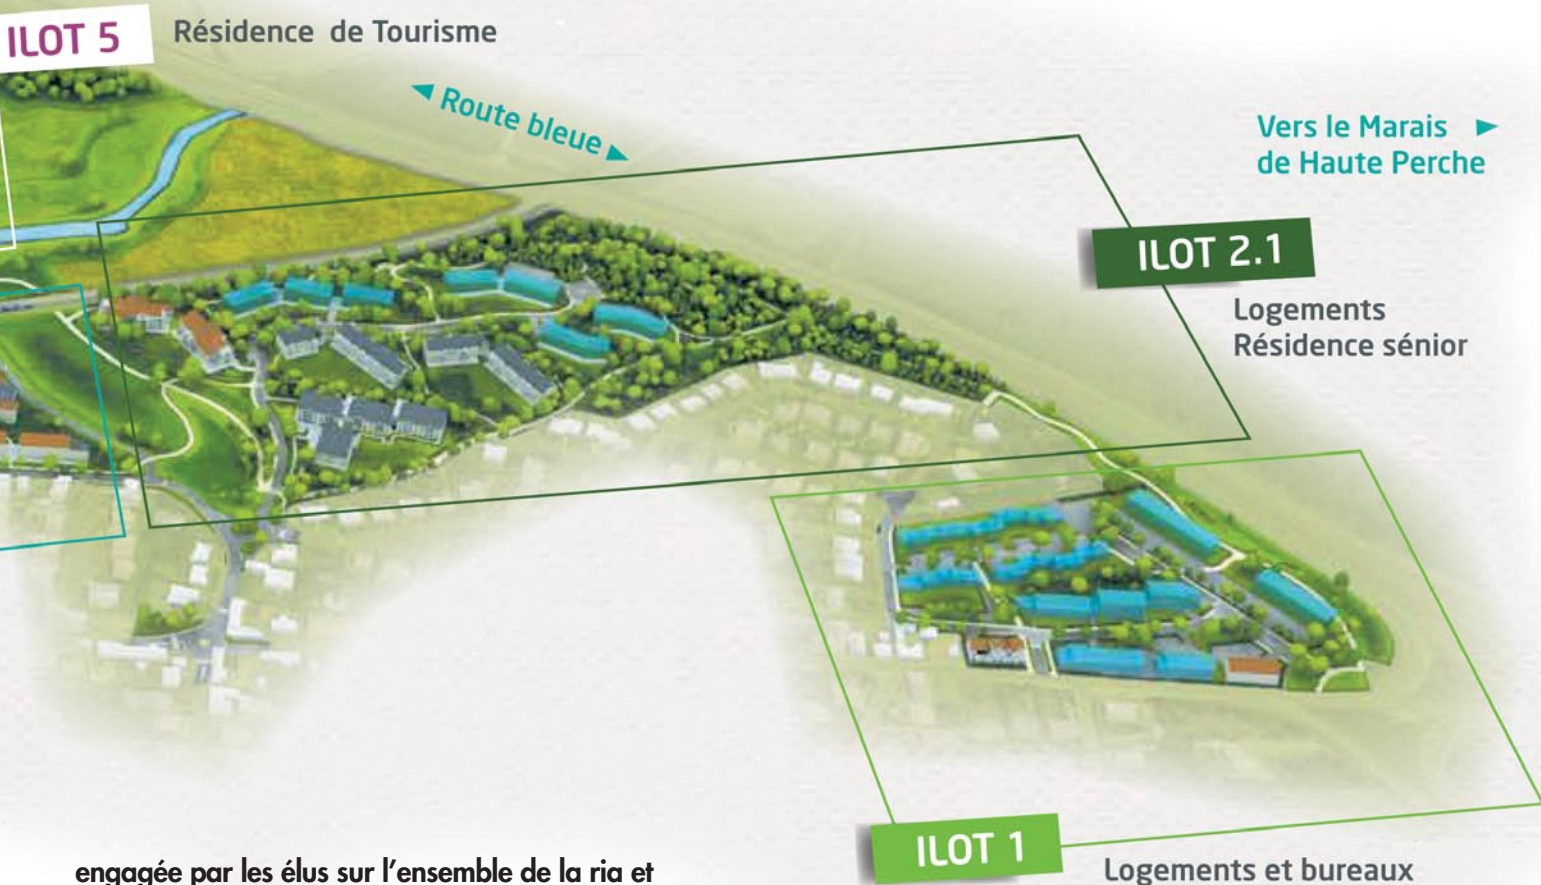 ILOT 5
Résidence de Tourisme
Route bleue
Vers le Marais
de Haute Perche
ILOT 2.1
Logements
Résidence sénior
ILOT 1
Logements et bureaux
engagée par les élus sur l'ensemble de la ria et